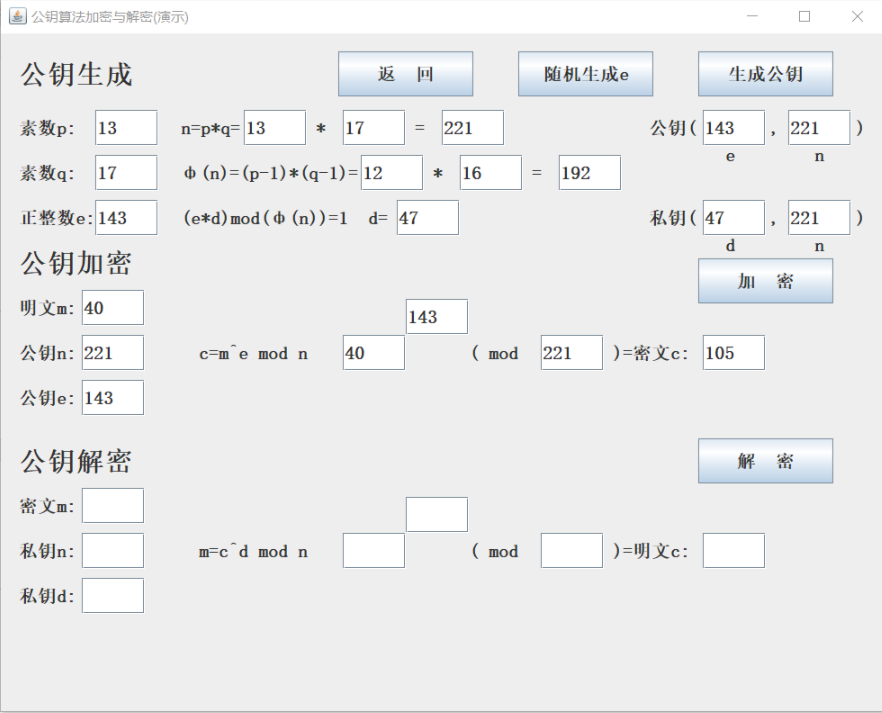 公钥算法加密与解密(演示)
公钥生成 返 回 随机生成e 生成公钥
素数p: 13 n=p*q= 13 * 17 = 221 公钥( 143 , 221 )
e n
素数q: 17 φ(n)=(p-1)*(q-1)= 12 * 16 = 192
正整数e: 143 (e*d)mod(φ(n))=1 d= 47 私钥( 47 , 221 )
d n
公钥加密 加 密
明文m: 40
143
公钥n: 221 c=m^e mod n 40 ( mod 221 )=密文c: 105
公钥e: 143
公钥解密 解 密
密文m:
私钥n: m=c^d mod n ( mod )=明文c:
私钥d: